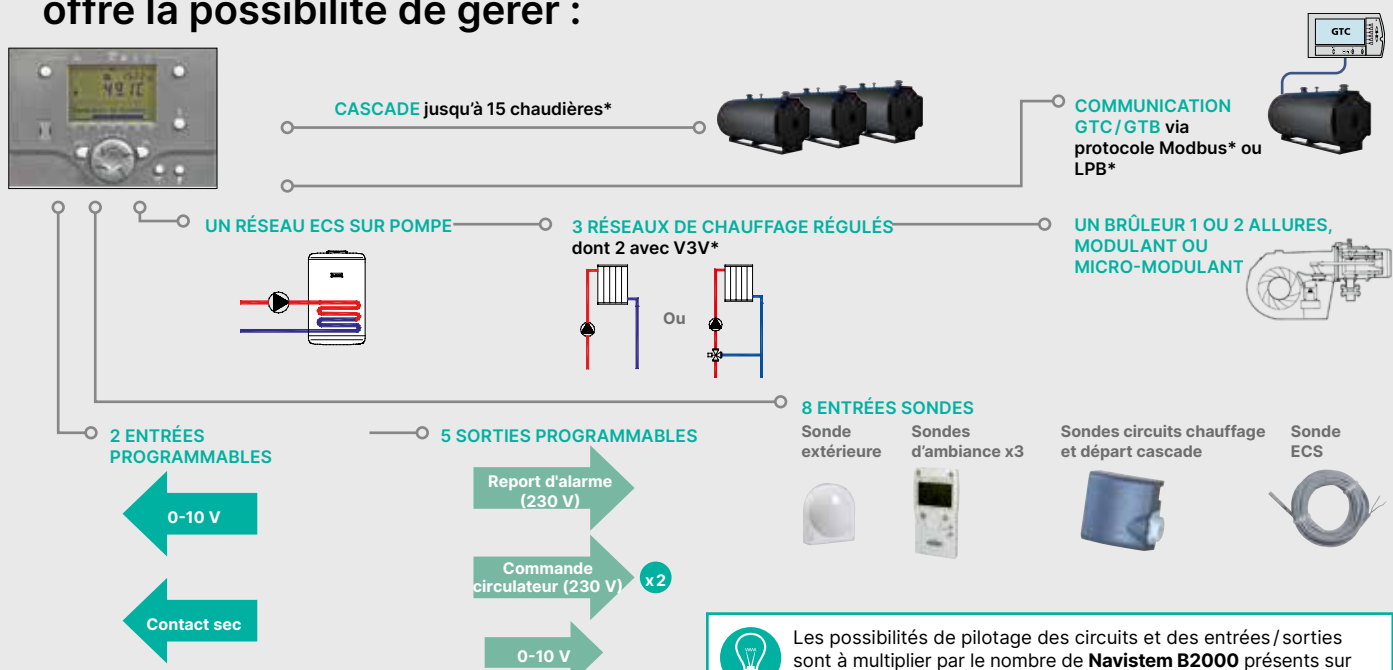 offre la possibilité de gérer :
GTC
CASCADE jusqu'à 15 chaudières*
COMMUNICATION
GTC / GTB via
protocole Modbus* ou
LPB*
UN RÉSEAU ECS SUR POMPE
3 RÉSEAUX DE CHAUFFAGE RÉGULÉS
dont 2 avec V3V*
Ou
UN BRÛLEUR 1 OU 2 ALLURES,
MODULANT OU
MICRO-MODULANT
2 ENTRÉES
PROGRAMMABLES
0-10 V
Contact sec
5 SORTIES PROGRAMMABLES
Report d'alarme
(230 V)
Commande
circulateur (230 V)
x2
0-10 V
8 ENTRÉES SONDES
Sonde
extérieure
Sondes
d'ambiance x3
Sondes circuits chauffage
et départ cascade
Sonde
ECS
Les possibilités de pilotage des circuits et des entrées / sorties
sont à multiplier par le nombre de Navistem B2000 présents sur